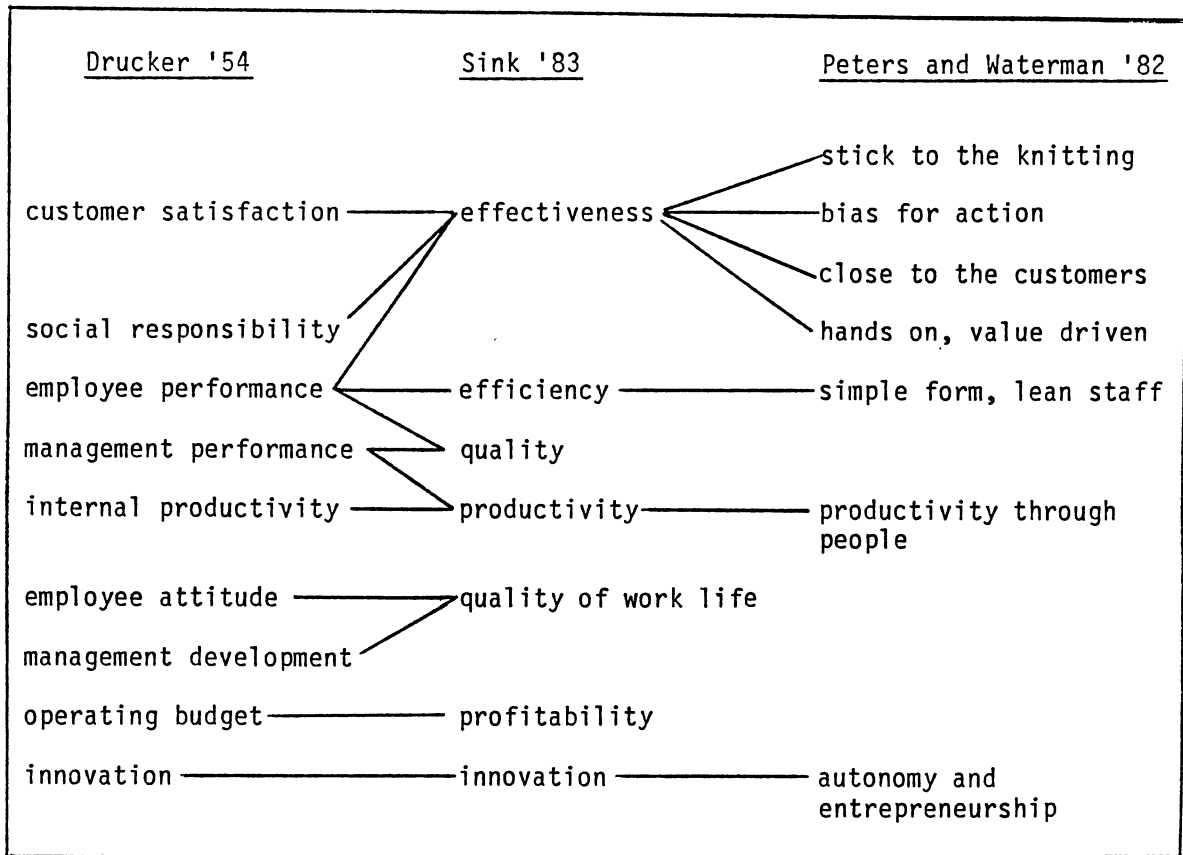 Drucker '54 Sink '83 Peters and Waterman '82
stick to the knitting
customer satisfaction effectiveness bias for action
close to the customers
social responsibility hands on, value driven
employee performance efficiency simple form, lean staff
management performance quality
internal productivity productivity productivity through
people
employee attitude quality of work life
management development
operating budget profitability
innovation innovation autonomy and
entrepreneurship